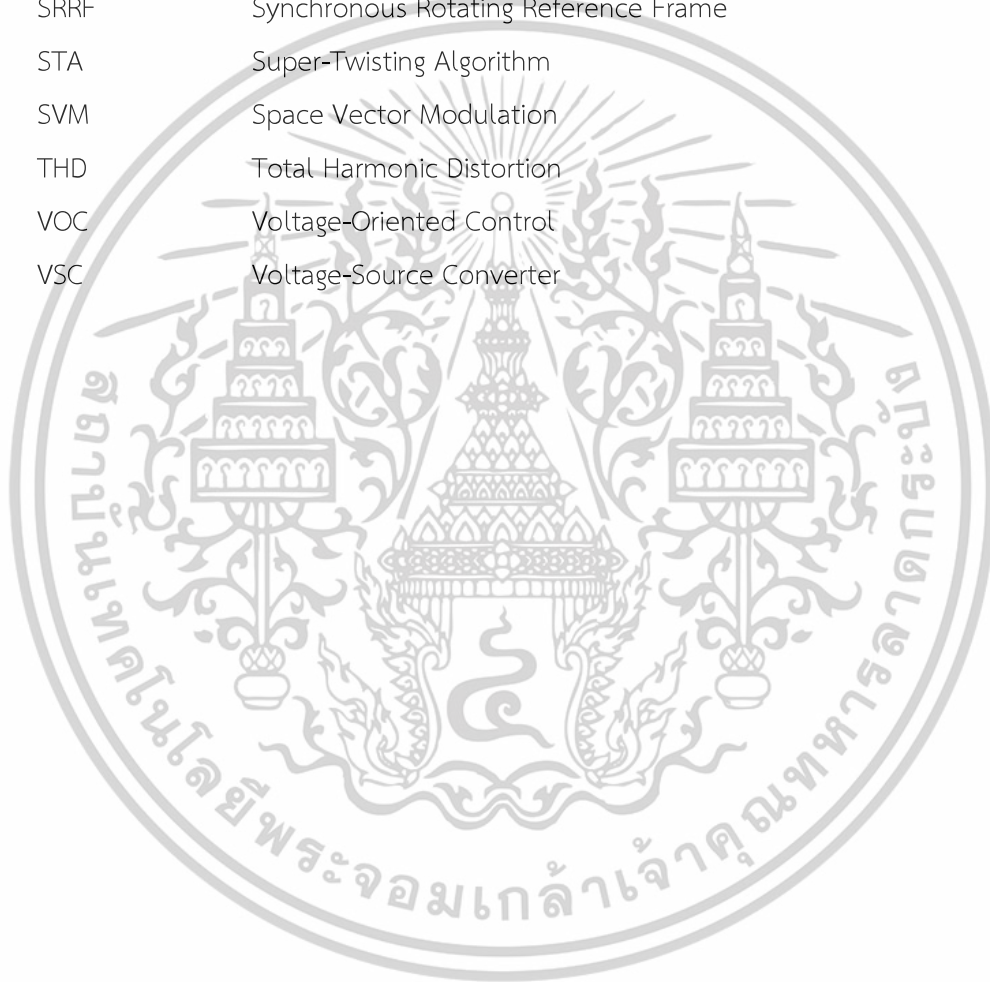 SRRF Synchronous Rotating Reference Frame
STA Super-Twisting Algorithm
SVM Space Vector Modulation
THD Total Harmonic Distortion
VOC Voltage-Oriented Control
VSC Voltage-Source Converter
สถาบันเทคโนโลยีพระจอมเกล้าเจ้าคุณทหารลาดกระบัง
๔